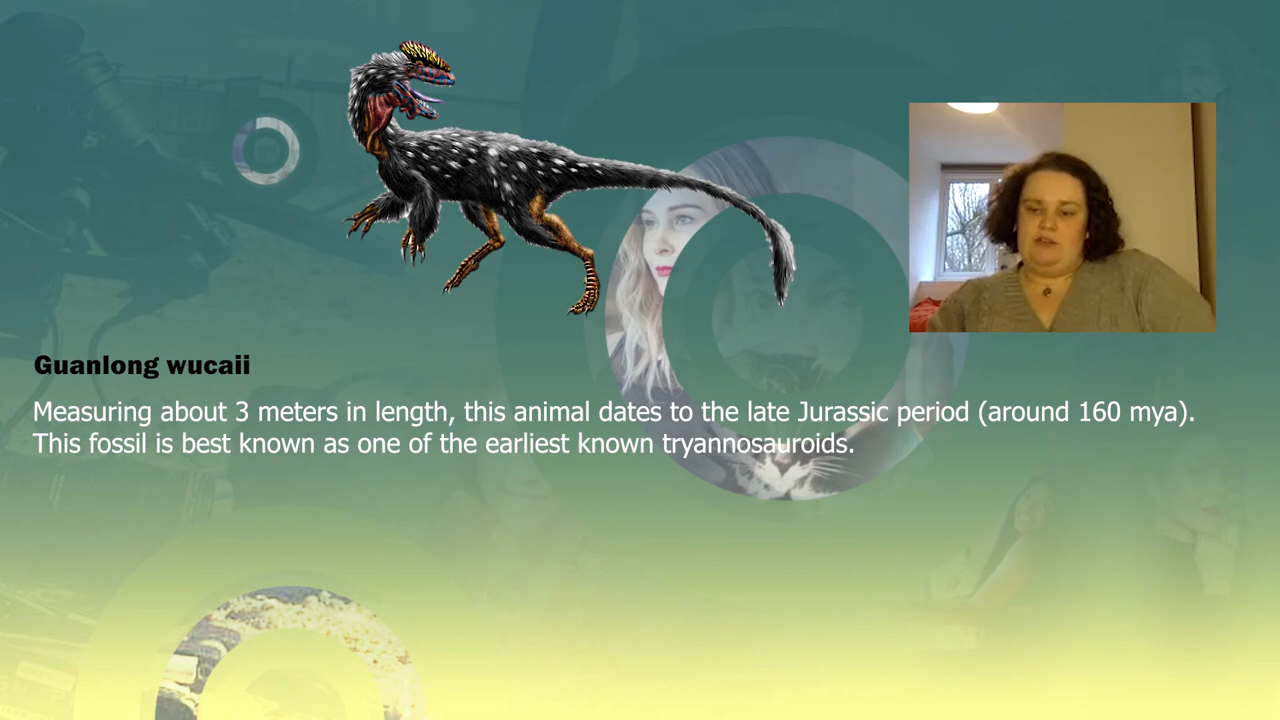 Guanlong wucaii
Measuring about 3 meters in length, this animal dates to the late Jurassic period (around 160 mya).
This fossil is best known as one of the earliest known tryannosauroids.